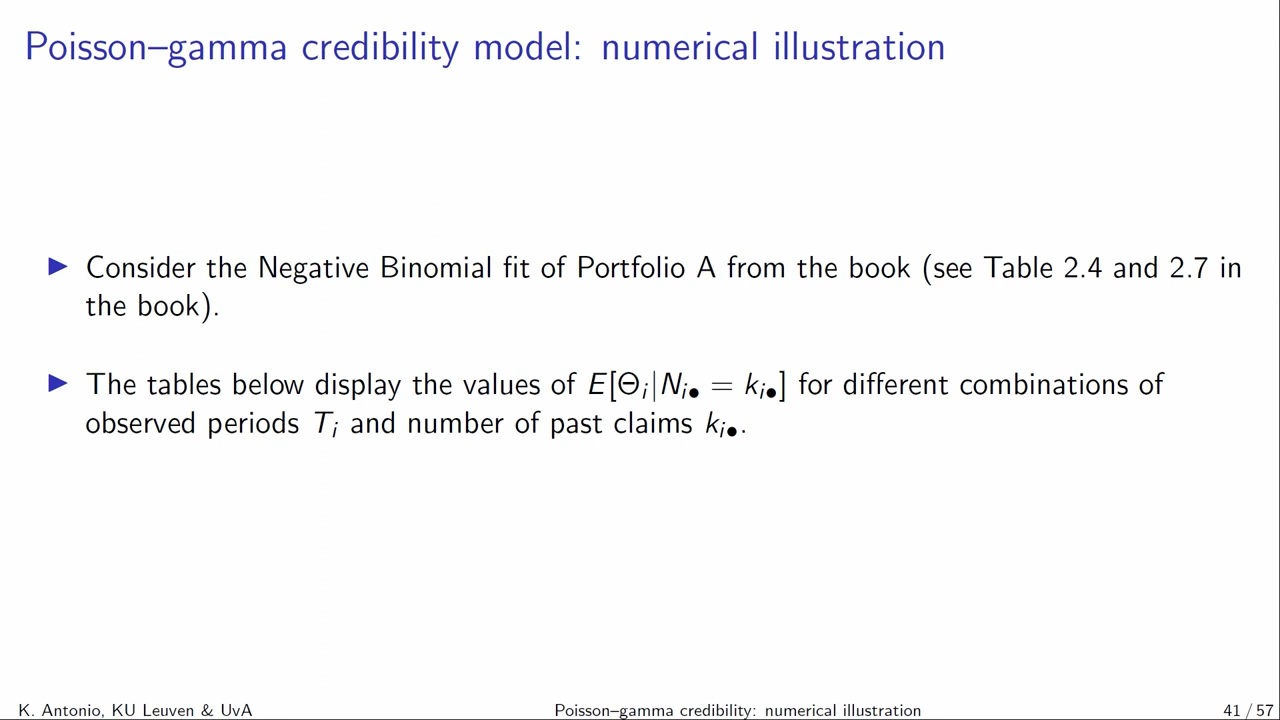 Poisson–gamma credibility model: numerical illustration
▶ Consider the Negative Binomial fit of Portfolio A from the book (see Table 2.4 and 2.7 in
the book).
▶ The tables below display the values of E[Θ_i|N_{i•} = k_{i•}] for different combinations of
observed periods T_i and number of past claims k_{i•}.
K. Antonio, KU Leuven & UvA Poisson–gamma credibility: numerical illustration 41 / 57